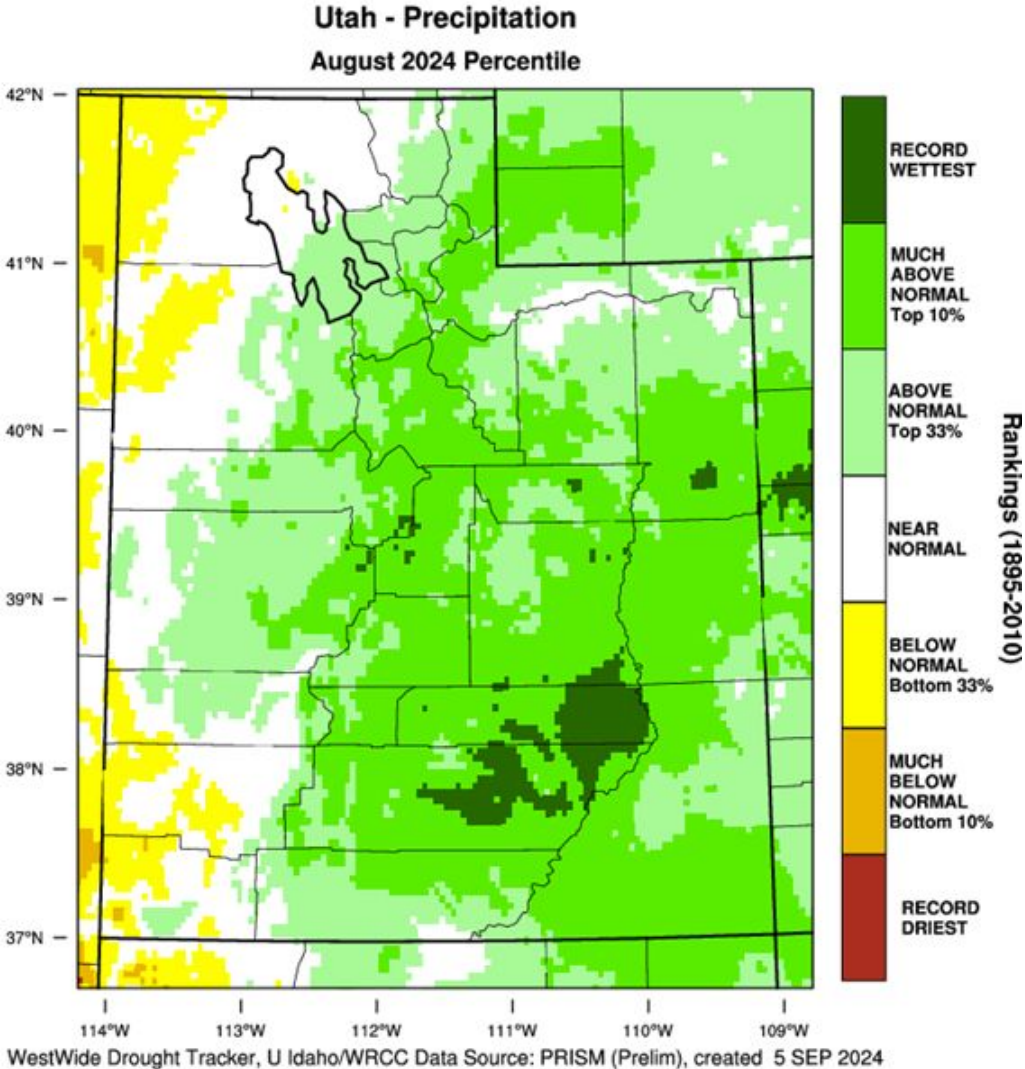 Utah - Precipitation
August 2024 Percentile
42°N
41°N
40°N
39°N
38°N
37°N
114°W
113°W
112°W
111°W
110°W
109°W
RECORD
WETTEST
MUCH
ABOVE
NORMAL
Top 10%
ABOVE
NORMAL
Top 33%
NEAR
NORMAL
BELOW
NORMAL
Bottom 33%
MUCH
BELOW
NORMAL
Bottom 10%
RECORD
DRIEST
Rankings (1895-2010)
WestWide Drought Tracker, U Idaho/WRCC Data Source: PRISM (Prelim), created 5 SEP 2024